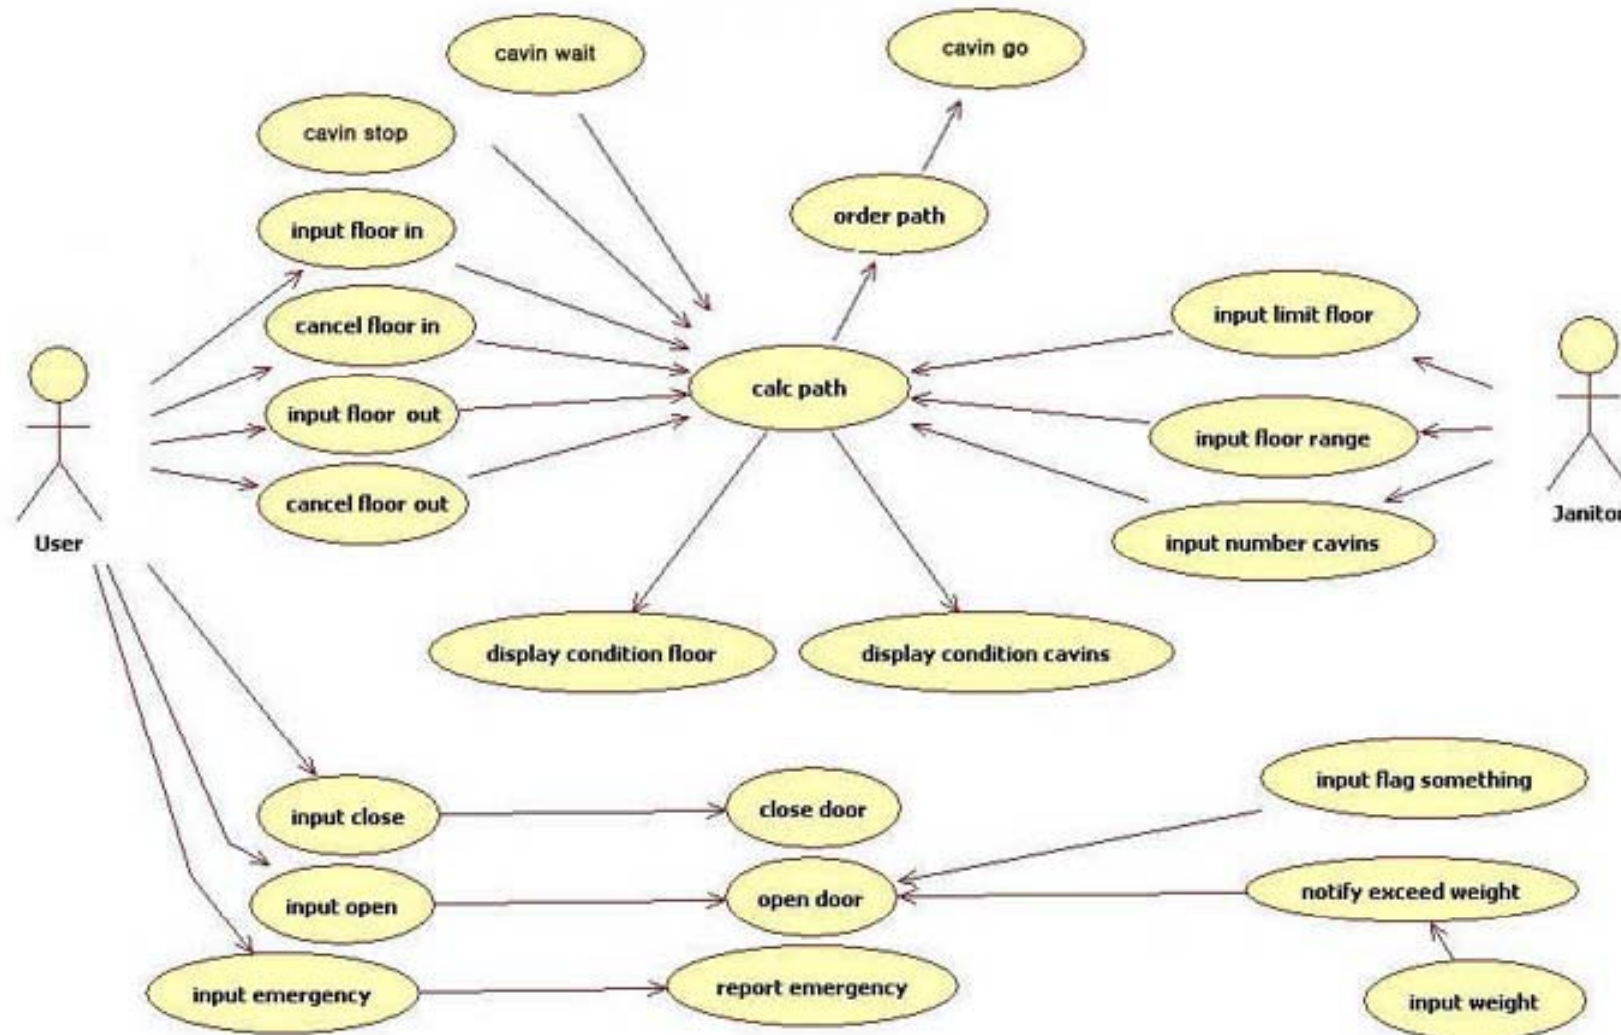 cavin wait
cavin go
cavin stop
order path
input floor in
input limit floor
cancel floor in
calc path
input floor out
input floor range
cancel floor out
User
Janitor
input number cavins
display condition floor
display condition cavins
input flag something
input close
close door
input open
open door
notify exceed weight
input emergency
report emergency
input weight